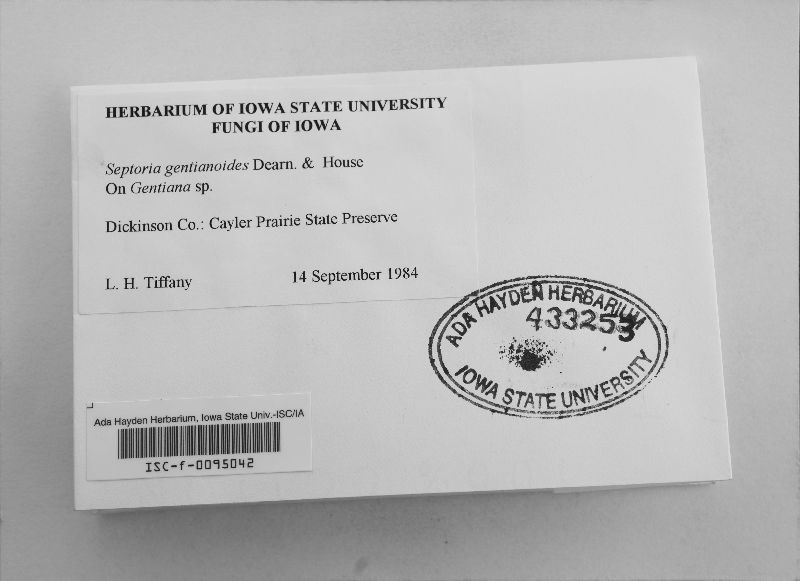 HERBARIUM OF IOWA STATE UNIVERSITY
FUNGI OF IOWA
Septoria gentianoides Dearn. & House
On Gentiana sp.
Dickinson Co.: Cayler Prairie State Preserve
L. H. Tiffany 14 September 1984
ADA HAYDEN HERBARIUM
433253
IOWA STATE UNIVERSITY
Ada Hayden Herbarium, Iowa State Univ.-ISC/IA
ISC-f-0095042